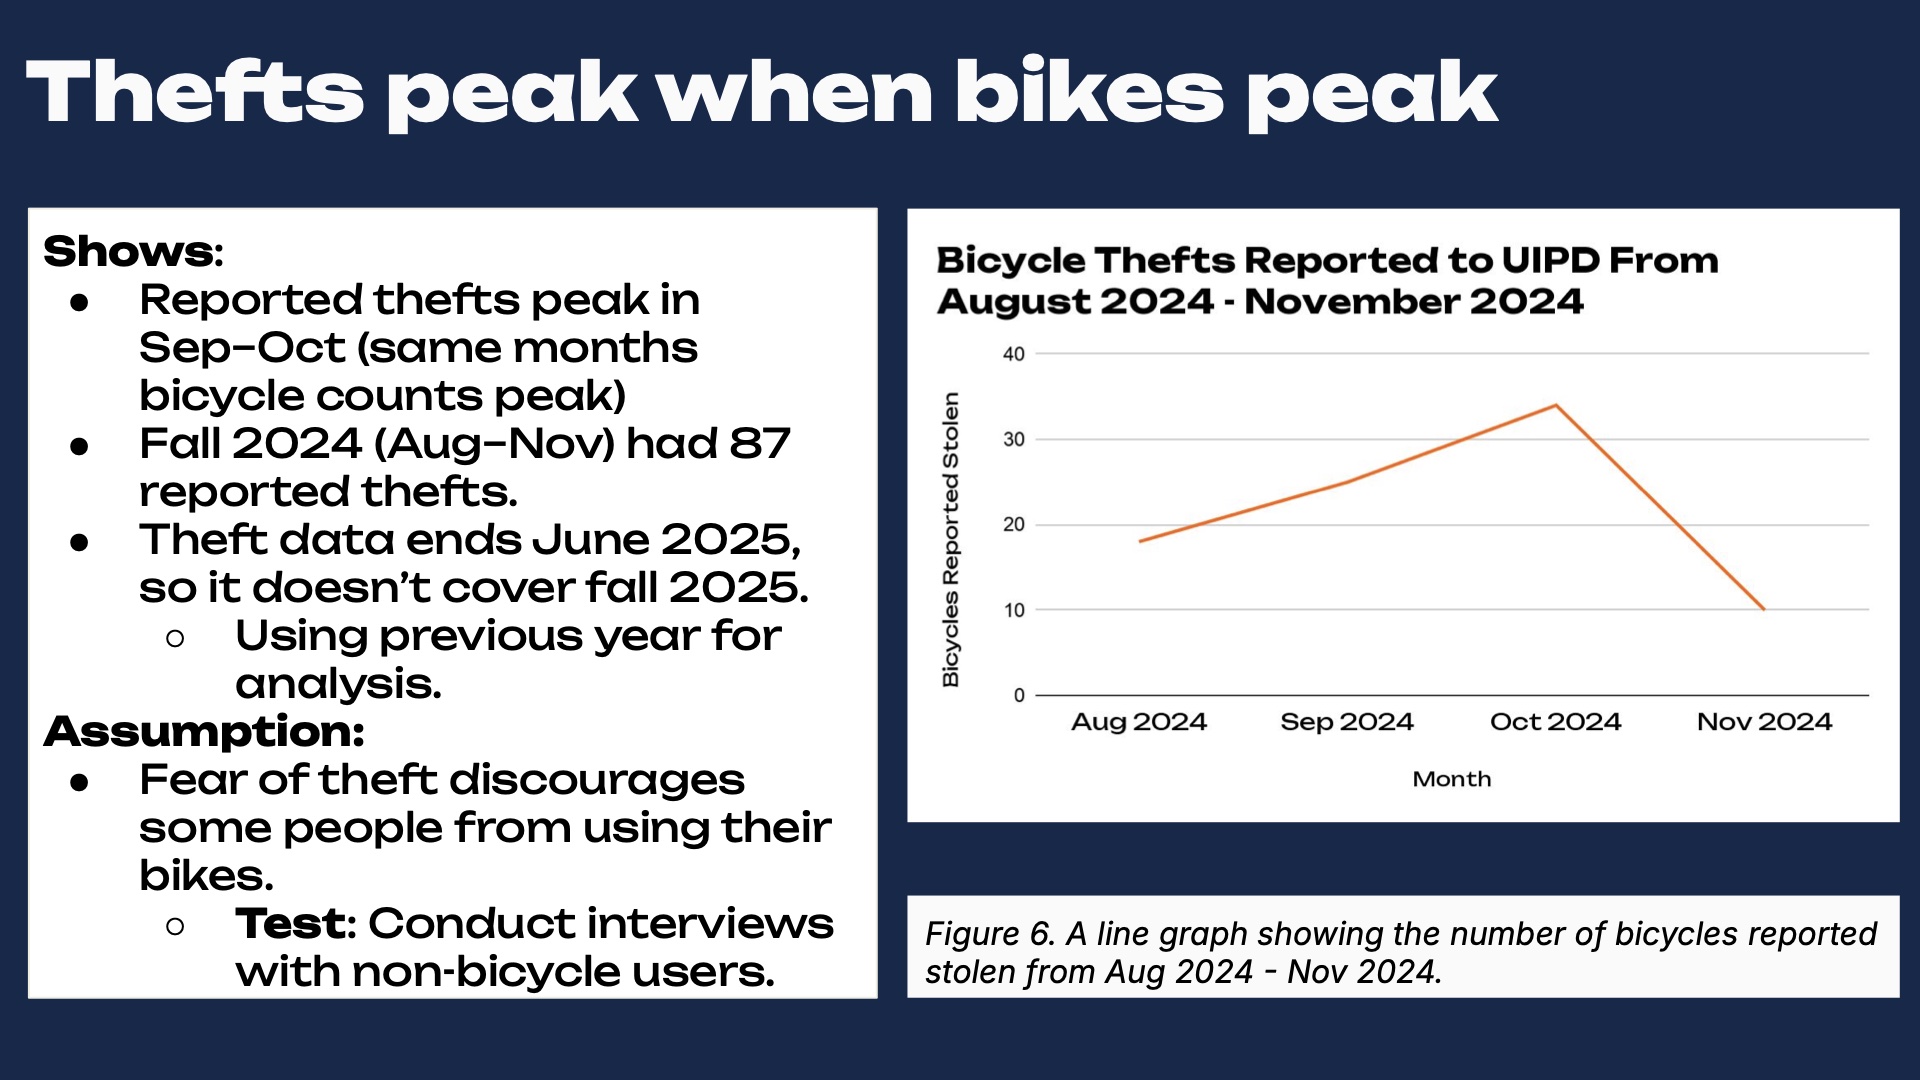 Thefts peak when bikes peak
Shows:
● Reported thefts peak in
Sep–Oct (same months
bicycle counts peak)
● Fall 2024 (Aug–Nov) had 87
reported thefts.
● Theft data ends June 2025,
so it doesn’t cover fall 2025.
○ Using previous year for
analysis.
Assumption:
● Fear of theft discourages
some people from using their
bikes.
○ Test: Conduct interviews
with non-bicycle users.
Bicycle Thefts Reported to UIPD From
August 2024 - November 2024
Bicycles Reported Stolen
40
30
20
10
0
Aug 2024 Sep 2024 Oct 2024 Nov 2024
Month
Figure 6. A line graph showing the number of bicycles reported
stolen from Aug 2024 - Nov 2024.